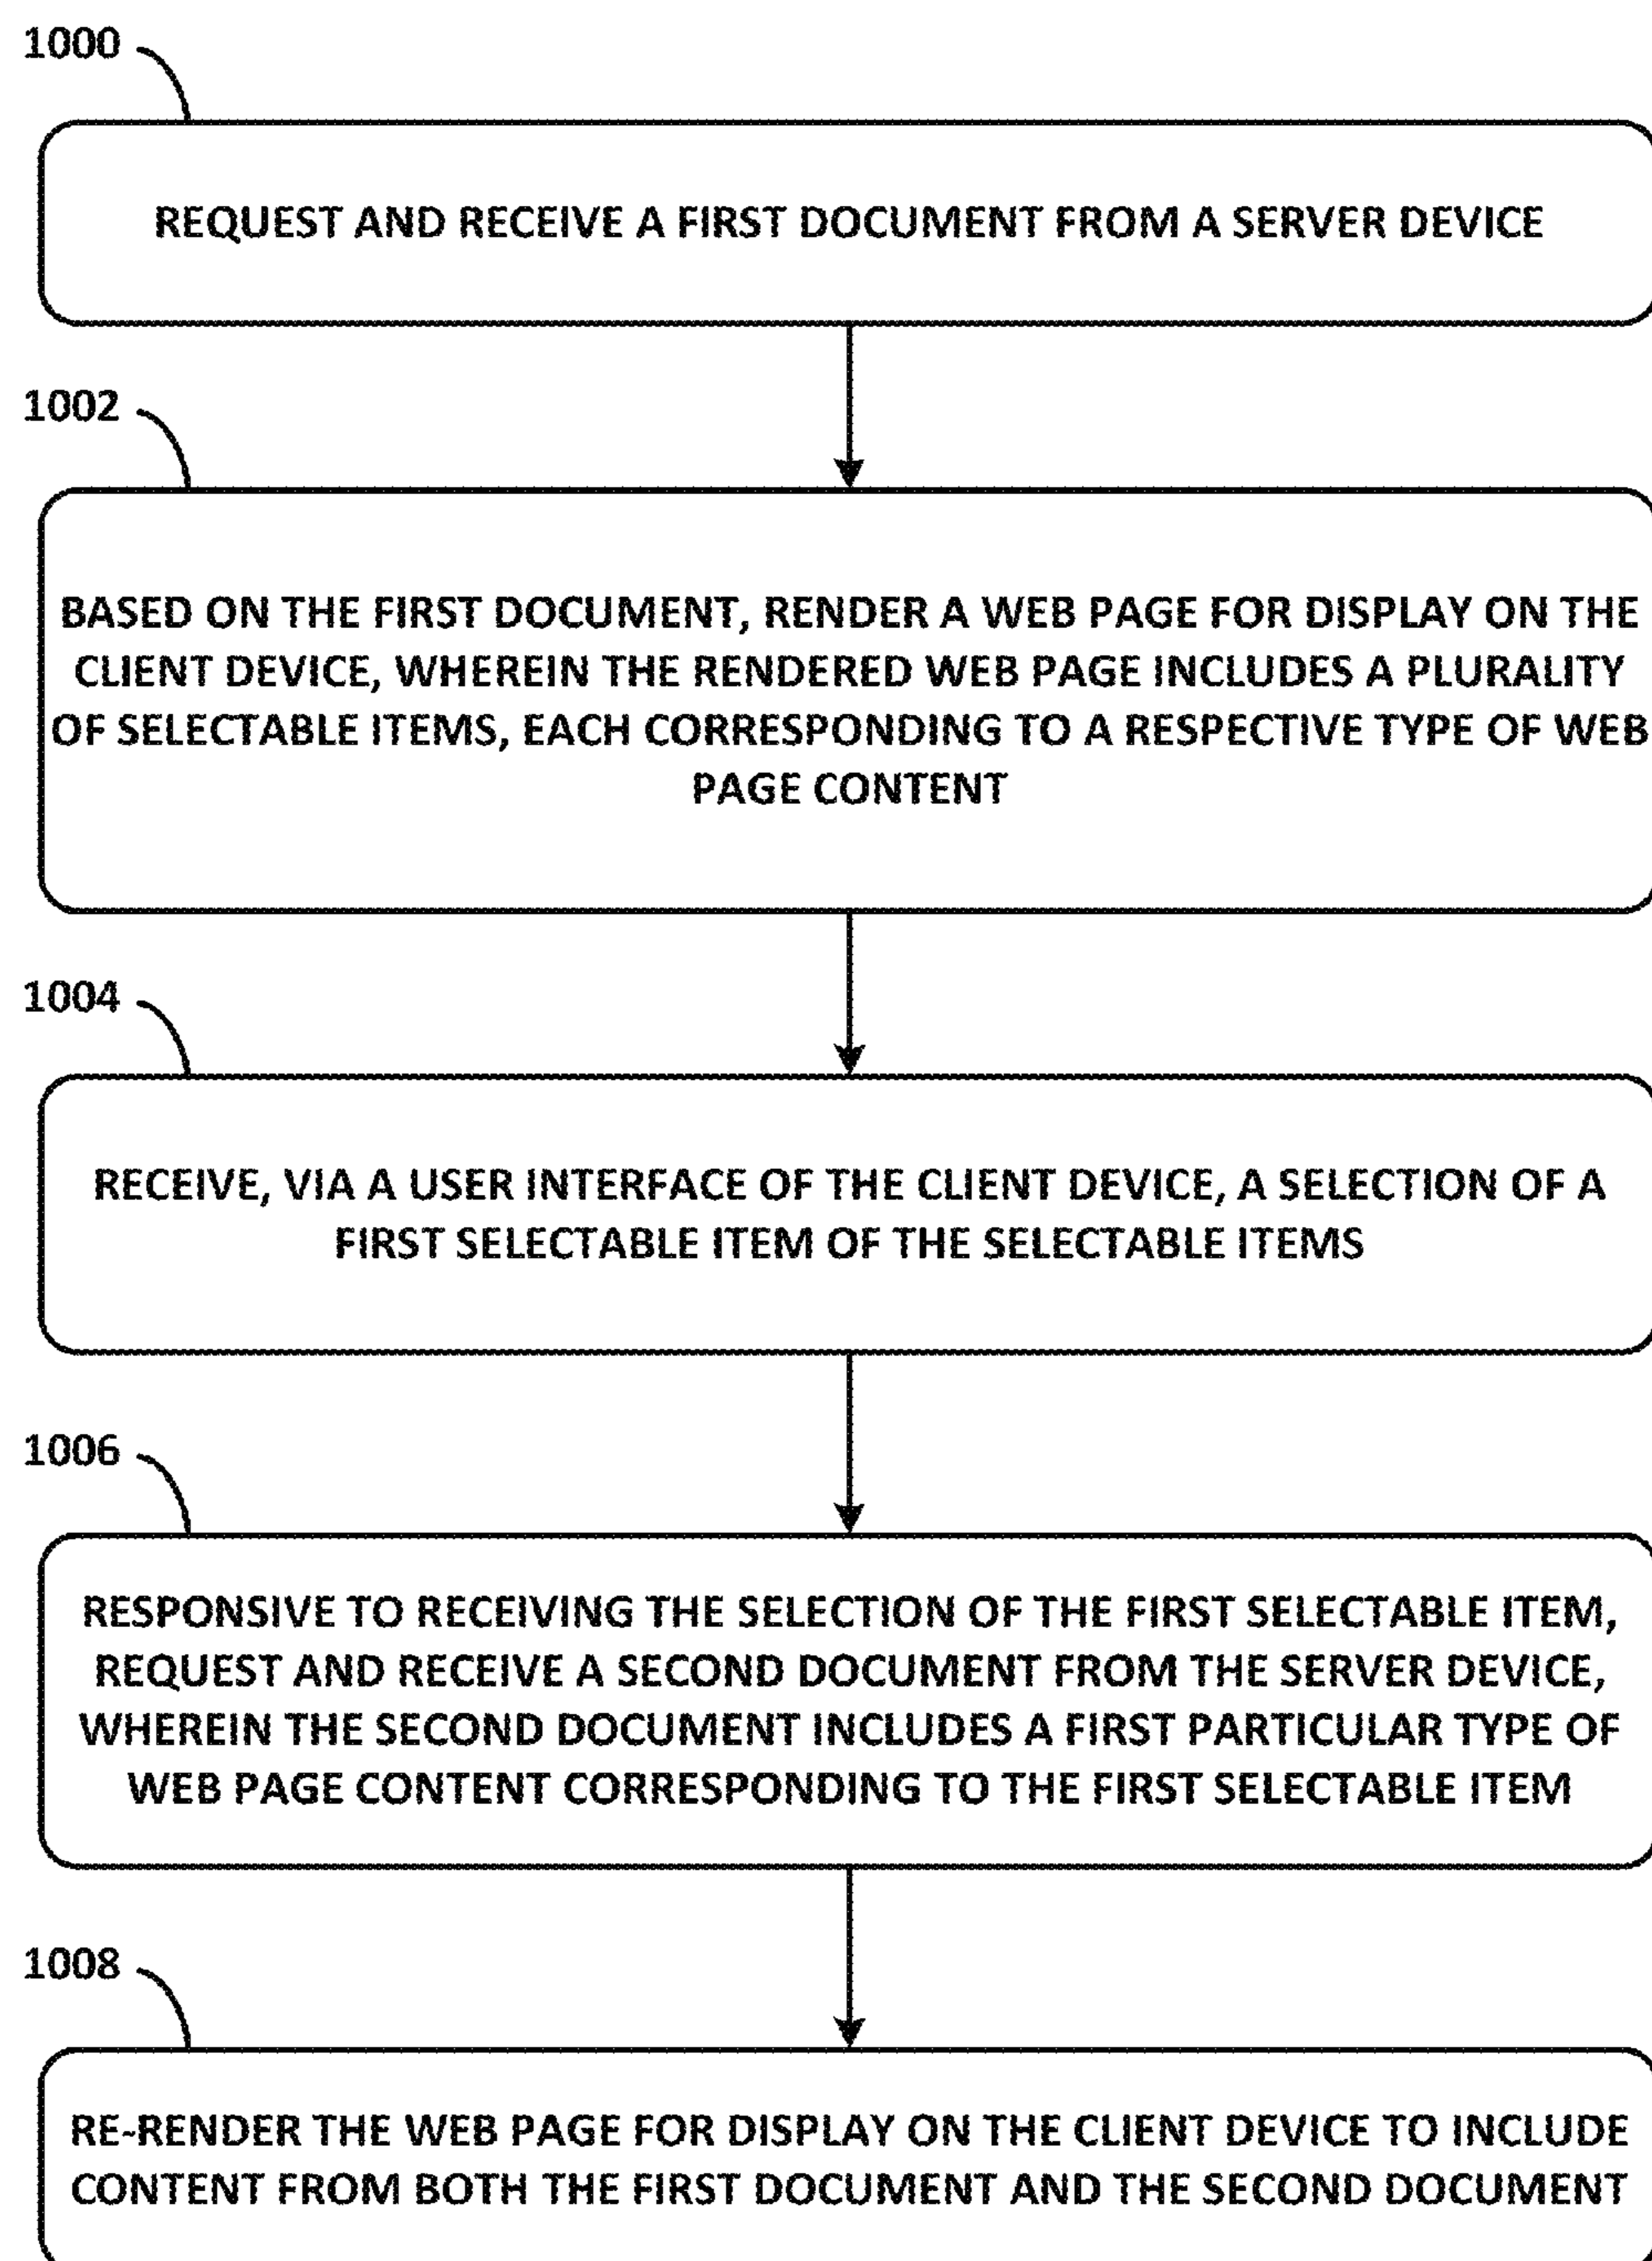 1000
REQUEST AND RECEIVE A FIRST DOCUMENT FROM A SERVER DEVICE
1002
BASED ON THE FIRST DOCUMENT, RENDER A WEB PAGE FOR DISPLAY ON THE
CLIENT DEVICE, WHEREIN THE RENDERED WEB PAGE INCLUDES A PLURALITY
OF SELECTABLE ITEMS, EACH CORRESPONDING TO A RESPECTIVE TYPE OF WEB
PAGE CONTENT
1004
RECEIVE, VIA A USER INTERFACE OF THE CLIENT DEVICE, A SELECTION OF A
FIRST SELECTABLE ITEM OF THE SELECTABLE ITEMS
1006
RESPONSIVE TO RECEIVING THE SELECTION OF THE FIRST SELECTABLE ITEM,
REQUEST AND RECEIVE A SECOND DOCUMENT FROM THE SERVER DEVICE,
WHEREIN THE SECOND DOCUMENT INCLUDES A FIRST PARTICULAR TYPE OF
WEB PAGE CONTENT CORRESPONDING TO THE FIRST SELECTABLE ITEM
1008
RE-RENDER THE WEB PAGE FOR DISPLAY ON THE CLIENT DEVICE TO INCLUDE
CONTENT FROM BOTH THE FIRST DOCUMENT AND THE SECOND DOCUMENT